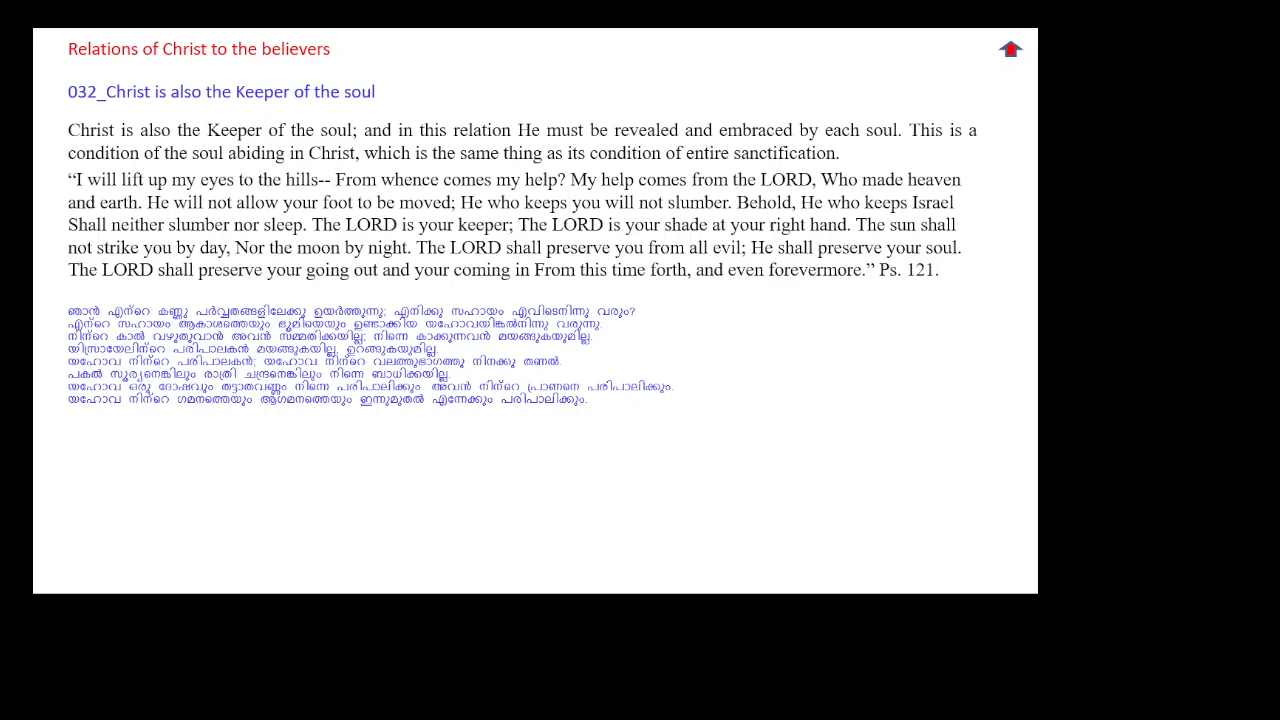 Relations of Christ to the believers
032_Christ is also the Keeper of the soul
Christ is also the Keeper of the soul; and in this relation He must be revealed and embraced by each soul. This is a
condition of the soul abiding in Christ, which is the same thing as its condition of entire sanctification.
“I will lift up my eyes to the hills-- From whence comes my help? My help comes from the LORD, Who made heaven
and earth. He will not allow your foot to be moved; He who keeps you will not slumber. Behold, He who keeps Israel
Shall neither slumber nor sleep. The LORD is your keeper; The LORD is your shade at your right hand. The sun shall
not strike you by day, Nor the moon by night. The LORD shall preserve you from all evil; He shall preserve your soul.
The LORD shall preserve your going out and your coming in From this time forth, and even forevermore.” Ps. 121.
ഞാൻ എന്റെ കണ്ണു പർവ്വതങ്ങളിലേക്കു ഉയർത്തുന്നു; എനിക്കു സഹായം എവിടെനിന്നു വരും?
എന്റെ സഹായം ആകാശത്തെയും ഭൂമിയെയും ഉണ്ടാക്കിയ യഹോവയിങ്കൽനിന്നു വരുന്നു.
നിന്റെ കാൽ വഴുതുവാൻ അവൻ സമ്മതിക്കയില്ല; നിന്നെ കാക്കുന്നവൻ മയങ്ങുകയുമില്ല.
യിസ്രായേലിന്റെ പരിപാലകൻ മയങ്ങുകയില്ല, ഉറങ്ങുകയുമില്ല.
യഹോവ നിന്റെ പരിപാലകൻ; യഹോവ നിന്റെ വലത്തുഭാഗത്തു നിനക്കു തണൽ.
പകൽ സൂര്യനെങ്കിലും രാത്രി ചന്ദ്രനെങ്കിലും നിന്നെ ബാധിക്കയില്ല.
യഹോവ ഒരു ദോഷവും തട്ടാതവണ്ണം നിന്നെ പരിപാലിക്കും. അവൻ നിന്റെ പ്രാണനെ പരിപാലിക്കും.
യഹോവ നിന്റെ ഗമനത്തെയും ആഗമനത്തെയും ഇന്നുമുതൽ എന്നേക്കും പരിപാലിക്കും.